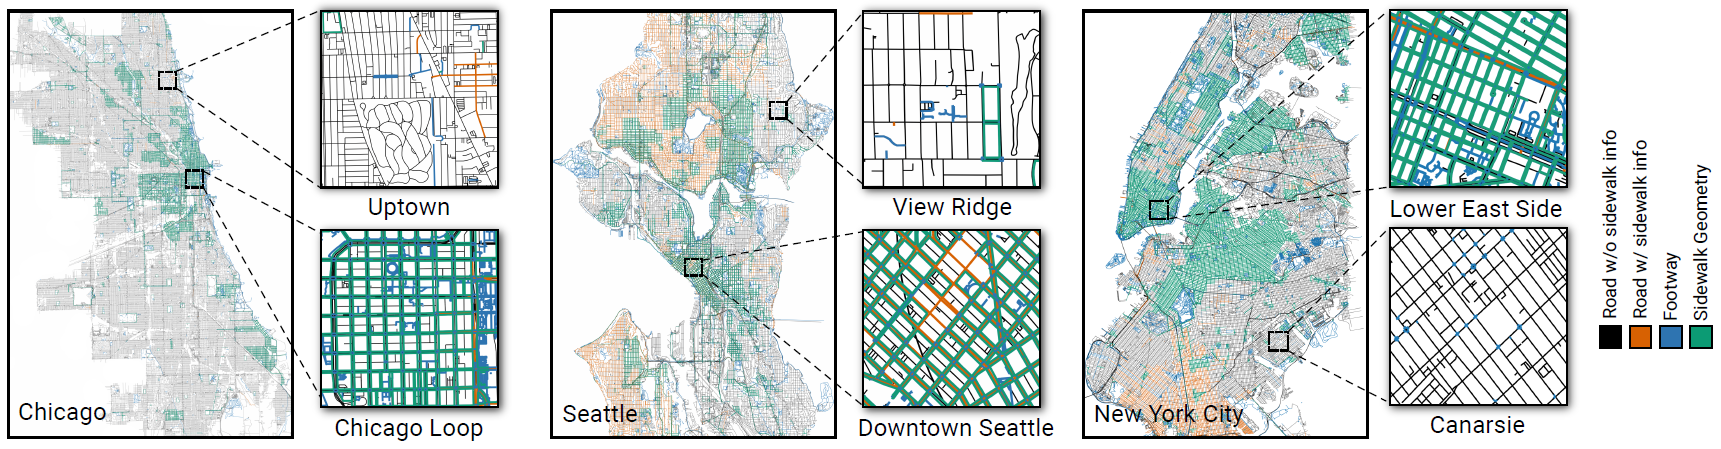 Chicago
Uptown
Chicago Loop
Seattle
View Ridge
Downtown Seattle
New York City
Lower East Side
Canarsie
Road w/o sidewalk info
Road w/ sidewalk info
Footway
Sidewalk Geometry